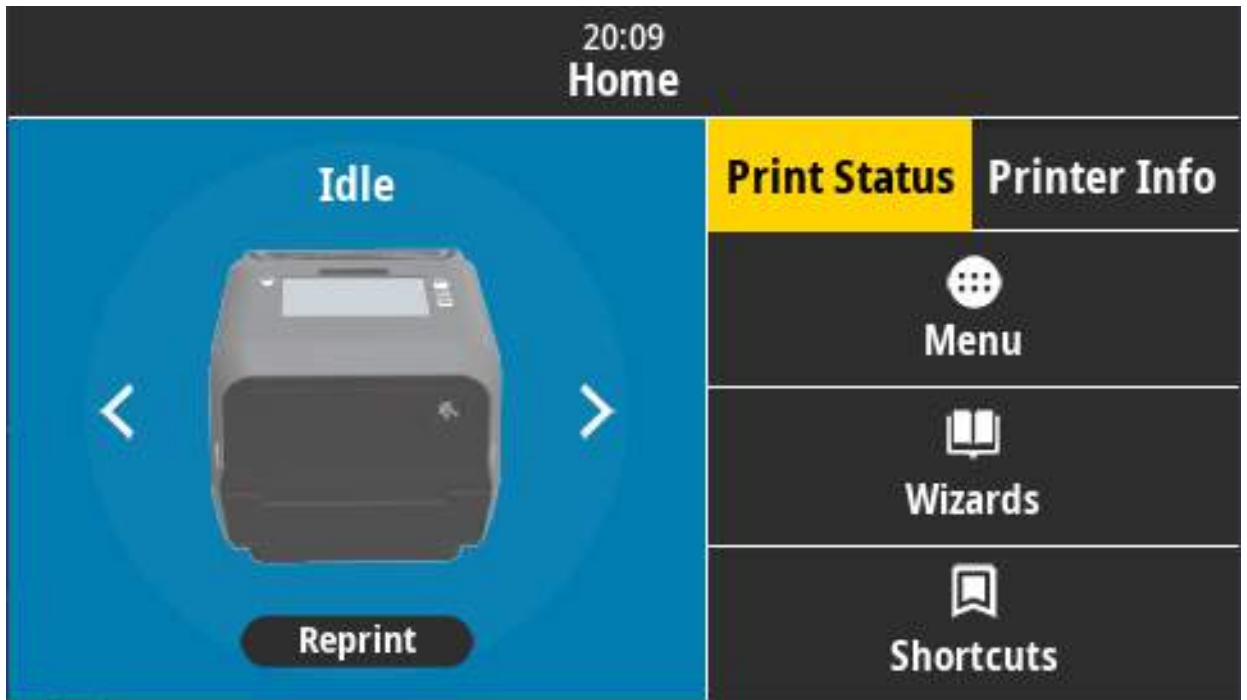 20:09
Home
Idle
Print Status
Printer Info
Menu
Wizards
Shortcuts
Reprint